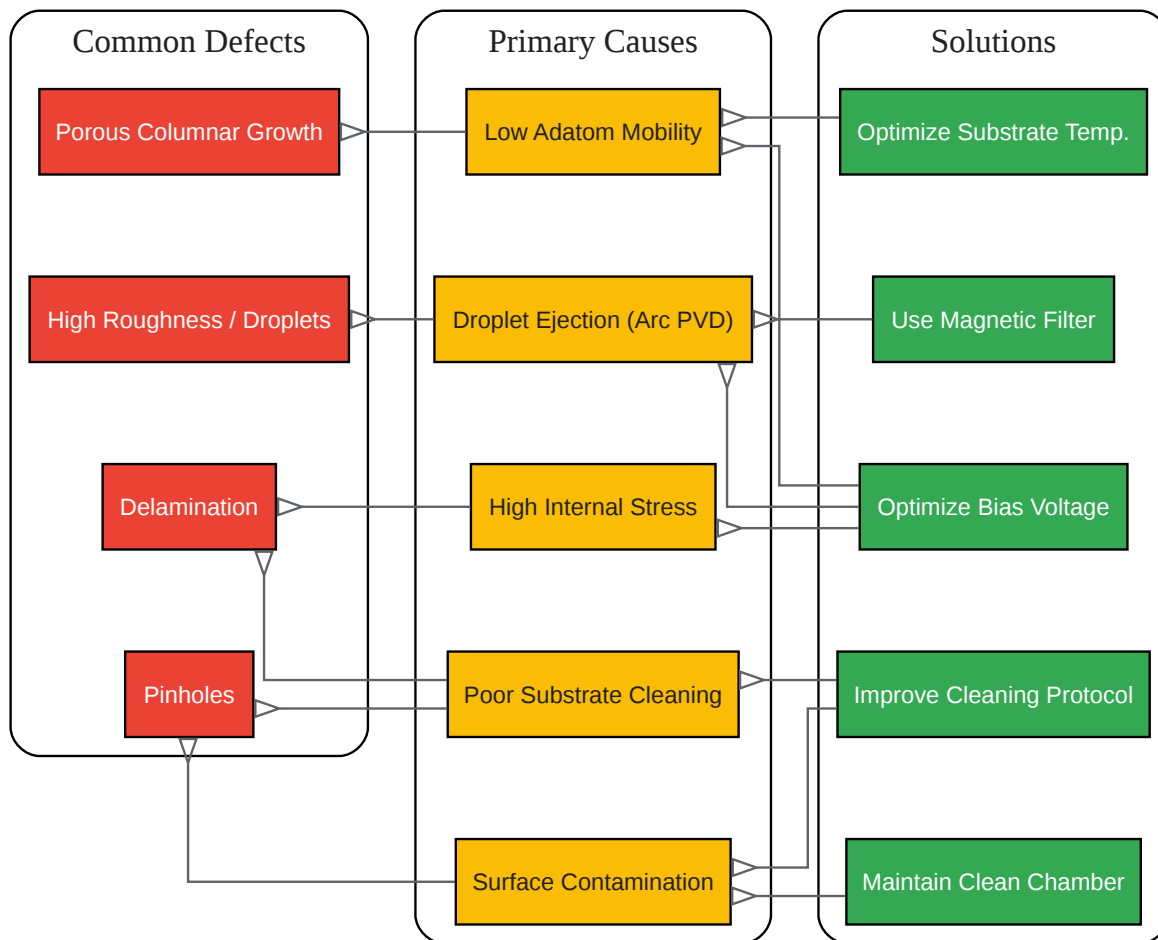 Common Defects
Primary Causes
Solutions
Porous Columnar Growth
Low Adatom Mobility
Optimize Substrate Temp.
High Roughness / Droplets
Droplet Ejection (Arc PVD)
Use Magnetic Filter
Delamination
High Internal Stress
Optimize Bias Voltage
Pinholes
Poor Substrate Cleaning
Improve Cleaning Protocol
Surface Contamination
Maintain Clean Chamber